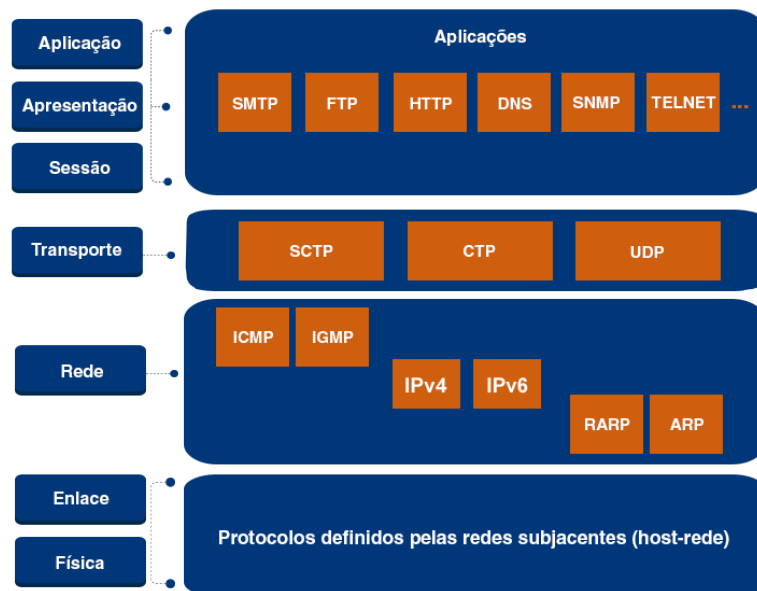 Aplicação
Apresentação
Sessão
Aplicações
SMTP FTP HTTP DNS SNMP TELNET ...
Transporte
SCTP CTP UDP
Rede
ICMP IGMP
IPv4 IPv6
RARP ARP
Enlace
Física
Protocolos definidos pelas redes subjacentes (host-rede)